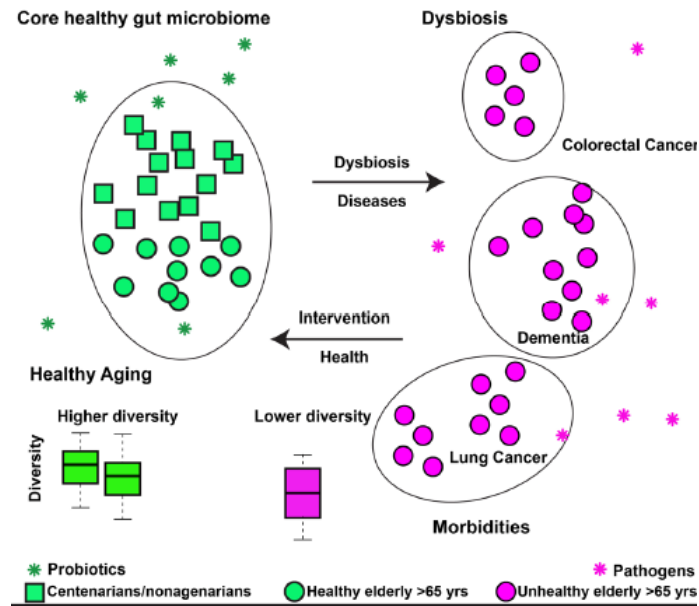 Core healthy gut microbiome
Dysbiosis
Colorectal Cancer
Dysbiosis
Diseases
Intervention
Health
Dementia
Healthy Aging
Higher diversity
Lower diversity
Diversity
Lung Cancer
Morbidities
Probiotics
Pathogens
Centenarians/nonagenarians
Healthy elderly >65 yrs
Unhealthy elderly >65 yrs